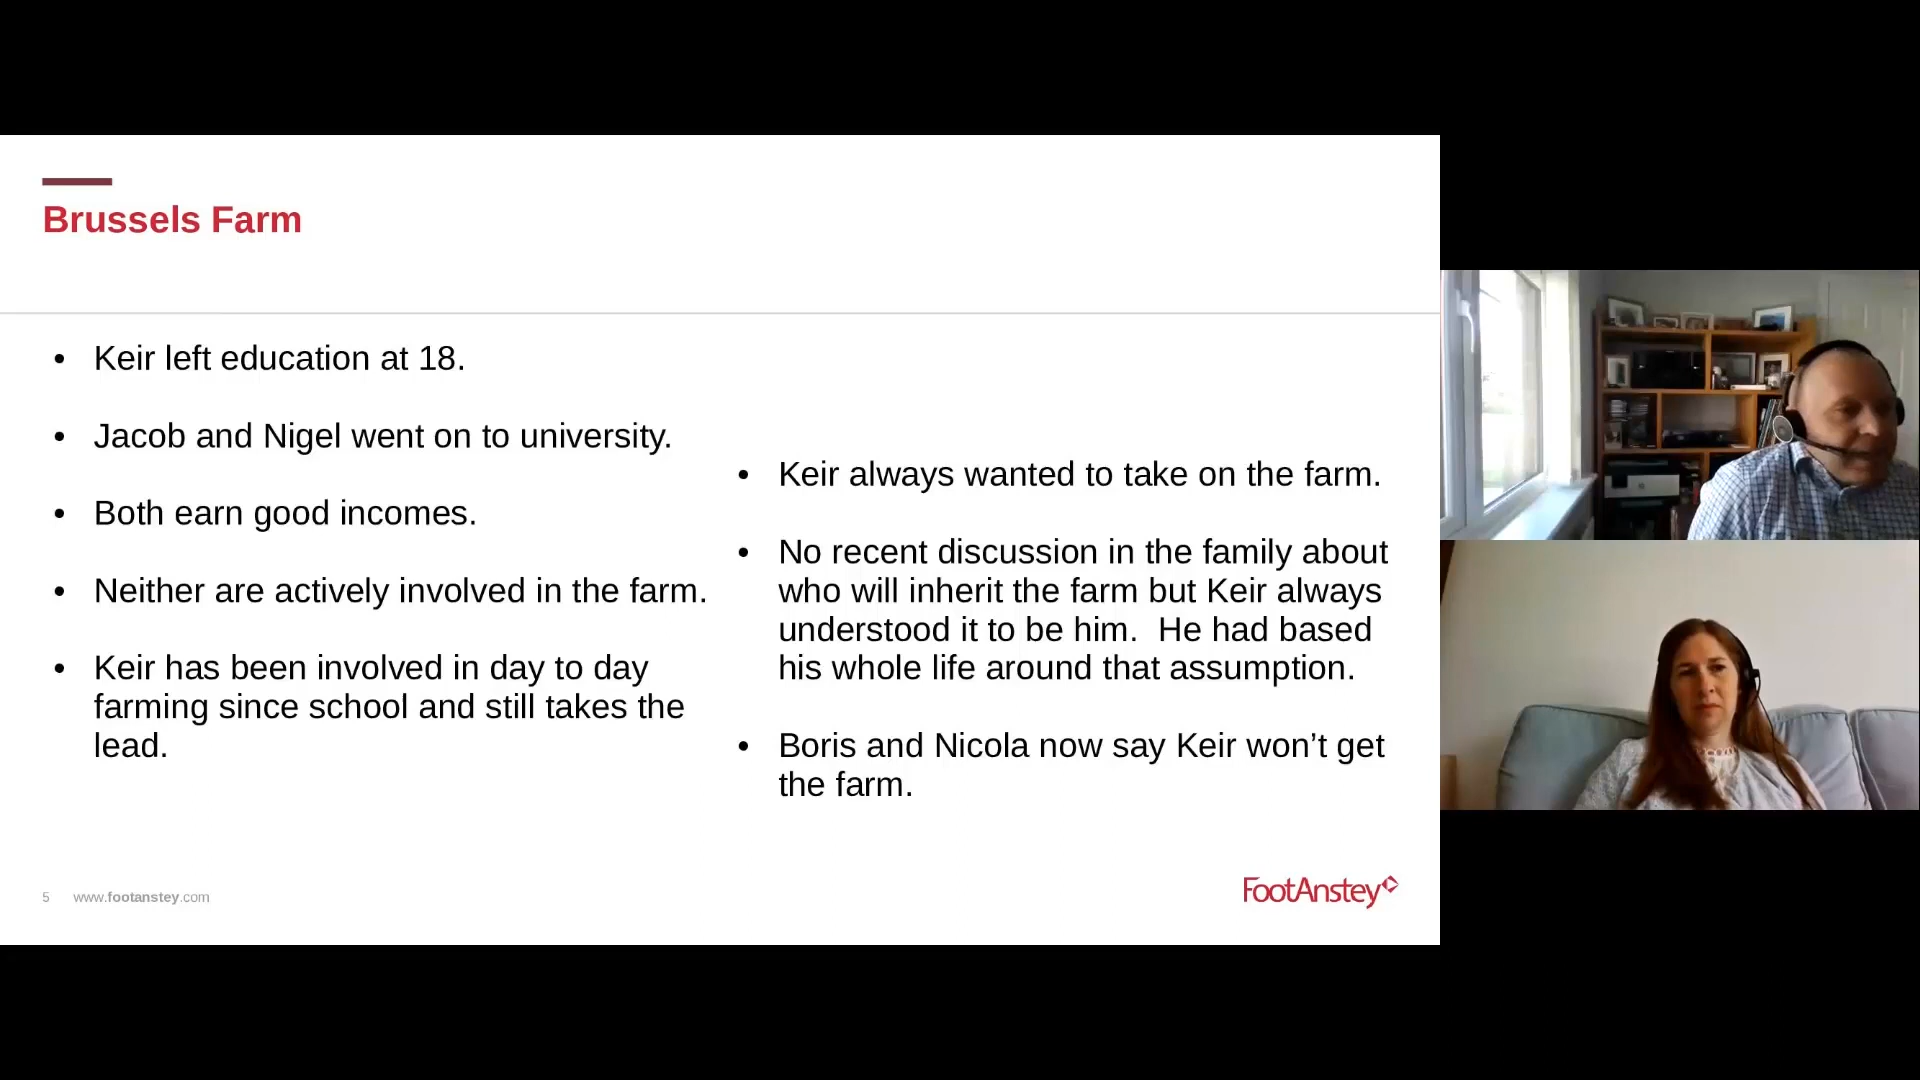 Brussels Farm
• Keir left education at 18.
• Jacob and Nigel went on to university.
• Both earn good incomes.
• Neither are actively involved in the farm.
• Keir has been involved in day to day
farming since school and still takes the
lead.
• Keir always wanted to take on the farm.
• No recent discussion in the family about
who will inherit the farm but Keir always
understood it to be him.  He had based
his whole life around that assumption.
• Boris and Nicola now say Keir won’t get
the farm.
5 www.footanstey.com
FootAnstey